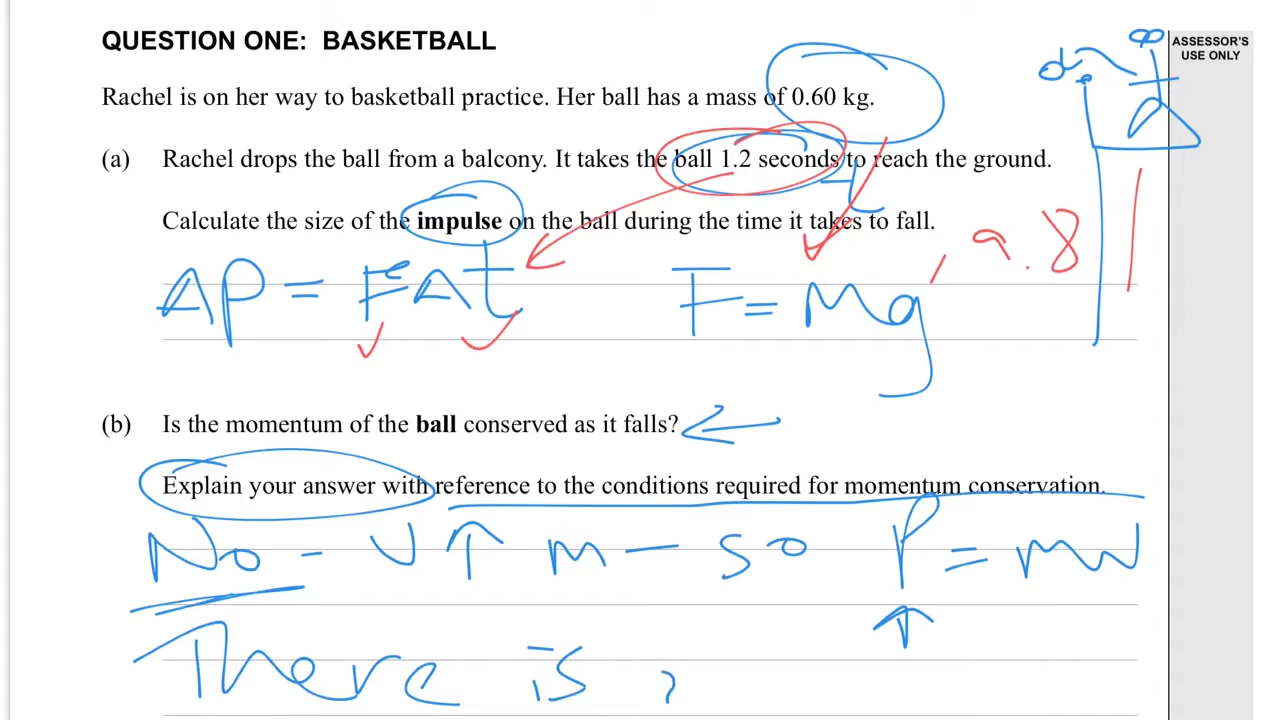 QUESTION ONE: BASKETBALL
ASSESSOR'S
USE ONLY
Rachel is on her way to basketball practice. Her ball has a mass of 0.60 kg.
(a) Rachel drops the ball from a balcony. It takes the ball 1.2 seconds to reach the ground.
t
Calculate the size of the impulse on the ball during the time it takes to fall.
9.8
ΔP = FΔt F = Mg
(b) Is the momentum of the ball conserved as it falls?
Explain your answer with reference to the conditions required for momentum conservation.
No - V↑ m — so P = mv
↑
There is